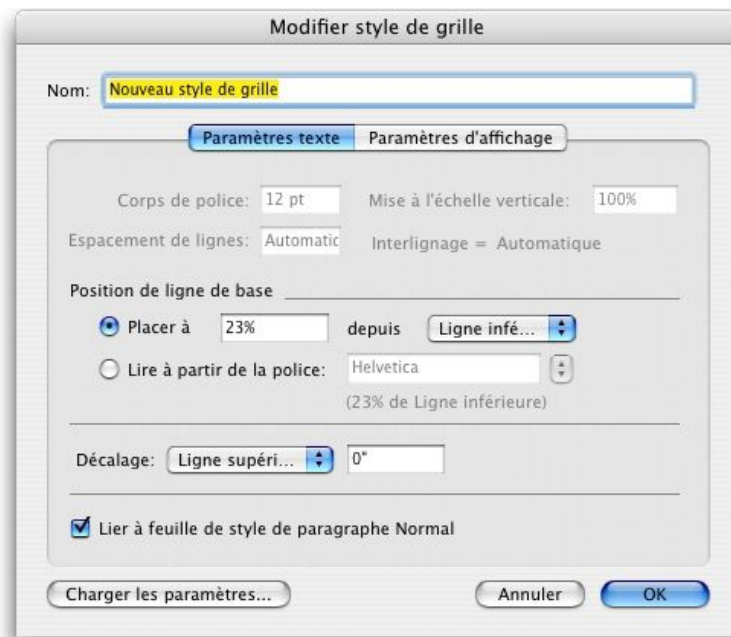 Modifier style de grille
Nom: Nouveau style de grille
Paramètres texte Paramètres d'affichage
Corps de police: 12 pt Mise à l'échelle verticale: 100%
Espacement de lignes: Automatic Interlignage = Automatique
Position de ligne de base
Placer à 23% depuis Ligne infé...
Lire à partir de la police: Helvetica
(23% de Ligne inférieure)
Décalage: Ligne supéri... 0"
Lier à feuille de style de paragraphe Normal
Charger les paramètres... Annuler OK